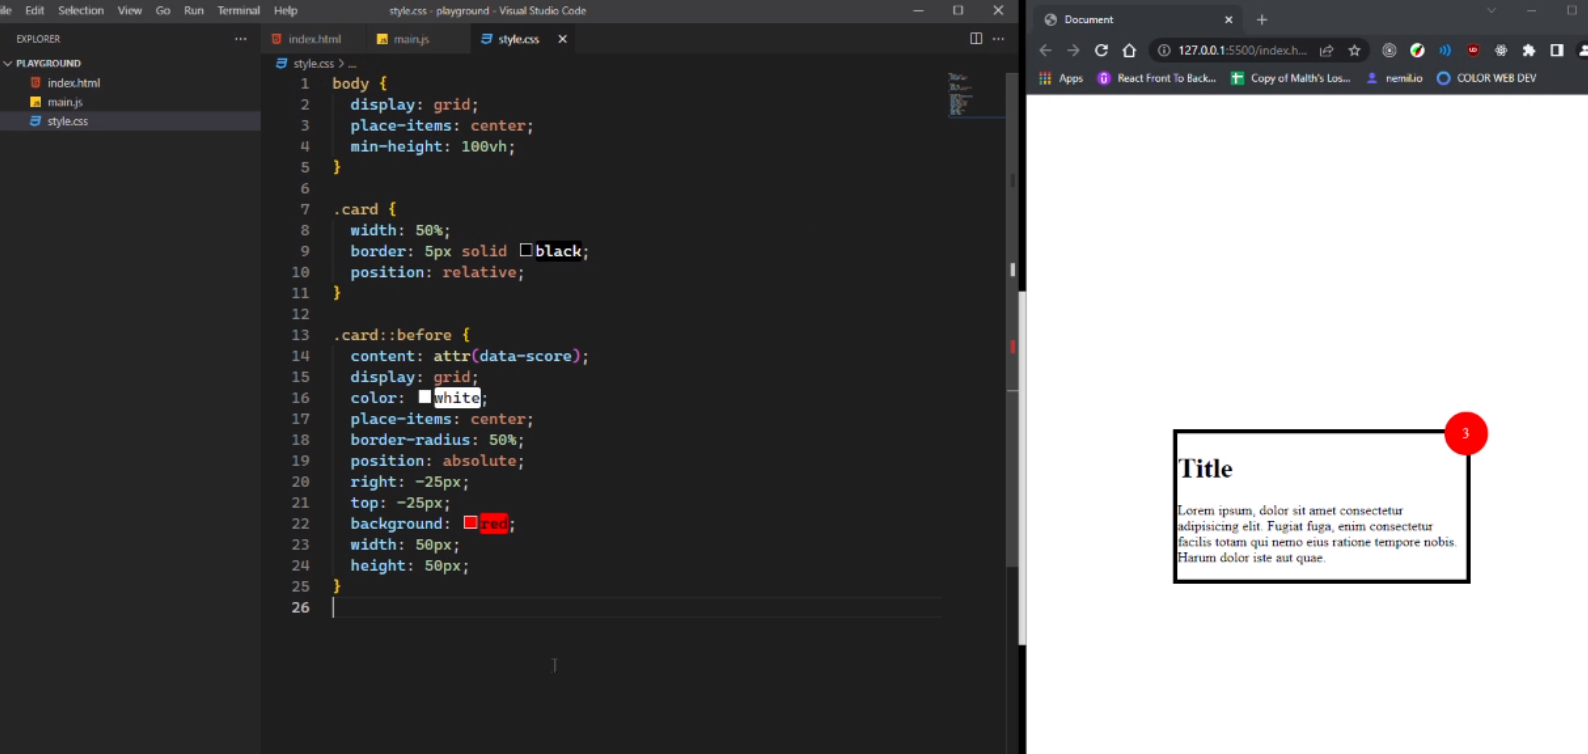 ile Edit Selection View Go Run Terminal Help
style.css - playground - Visual Studio Code
EXPLORER
PLAYGROUND
index.html
main.js
style.css
index.html main.js style.css
style.css > ...
1 body {
2 display: grid;
3 place-items: center;
4 min-height: 100vh;
5 }
6
7 .card {
8 width: 50%;
9 border: 5px solid black;
10 position: relative;
11 }
12
13 .card::before {
14 content: attr(data-score);
15 display: grid;
16 color: white;
17 place-items: center;
18 border-radius: 50%;
19 position: absolute;
20 right: -25px;
21 top: -25px;
22 background: red;
23 width: 50px;
24 height: 50px;
25 }
26
Document
127.0.0.1:5500/index.h...
Apps React Front To Back... Copy of Malth's Los... nemil.io COLOR WEB DEV
3
Title
Lorem ipsum, dolor sit amet consectetur
adipisicing elit. Fugiat fuga, enim consectetur
facilis totam qui nemo eius ratione tempore nobis.
Harum dolor iste aut quae.